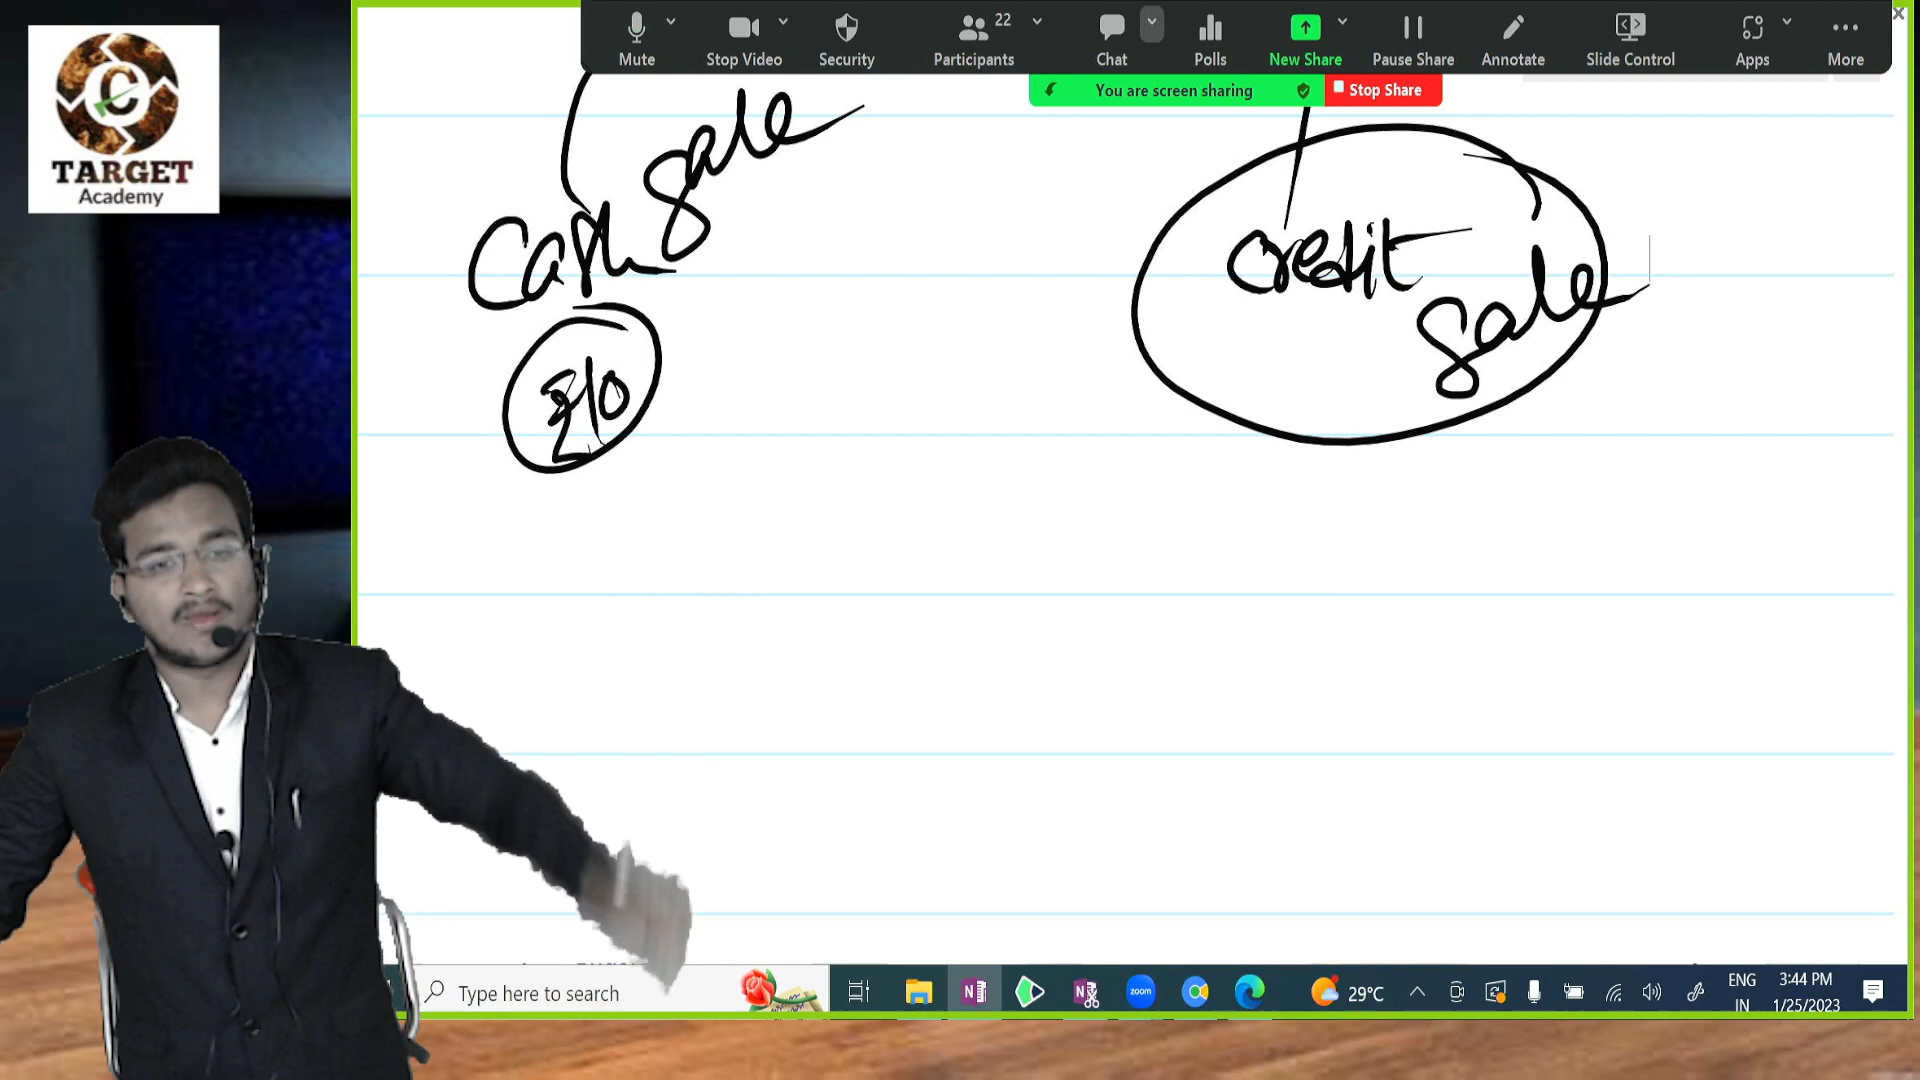 Mute
Stop Video
Security
Participants
22
Chat
Polls
New Share
Pause Share
Annotate
Slide Control
Apps
More
You are screen sharing
Stop Share
C
TARGET
Academy
Cash sale
credit sale
Type here to search
N
N
zoom
29°C
ENG
IN
3:44 PM
1/25/2023